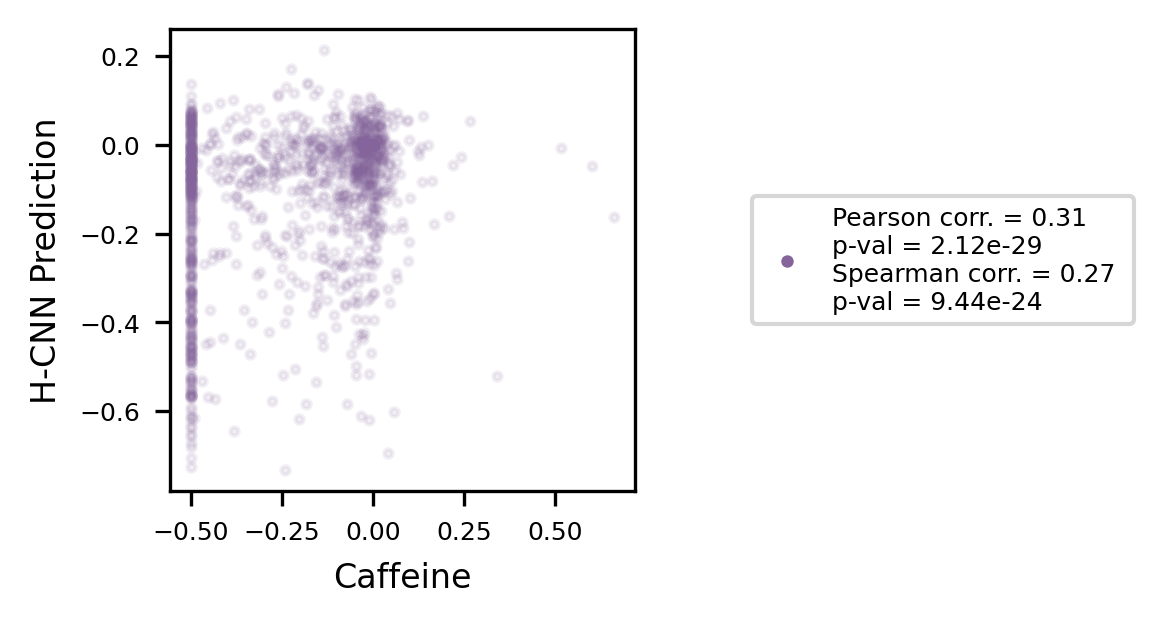 0.2
0.0
−0.2
−0.4
−0.6
H-CNN Prediction
−0.50 −0.25 0.00 0.25 0.50
Caffeine
Pearson corr. = 0.31
p-val = 2.12e-29
Spearman corr. = 0.27
p-val = 9.44e-24